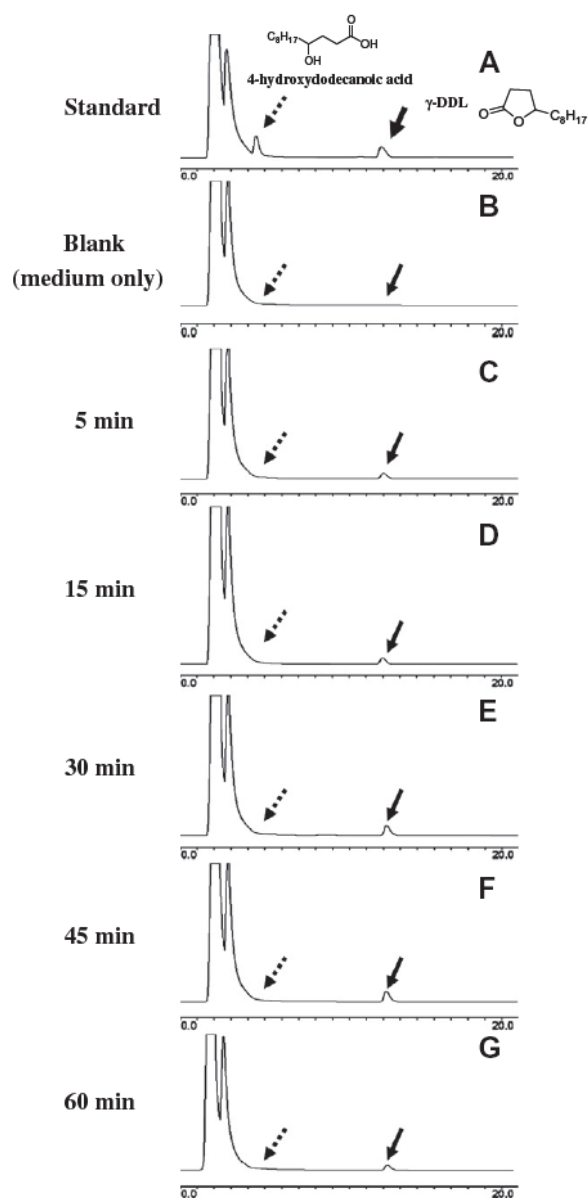 O
C8H17
OH
OH
4-hydroxydodecanoic acid
A
γ-DDL
O
O
C8H17
Standard
0.0
20.0
B
Blank
(medium only)
0.0
20.0
C
5 min
0.0
20.0
D
15 min
0.0
20.0
E
30 min
0.0
20.0
F
45 min
0.0
20.0
G
60 min
0.0
20.0